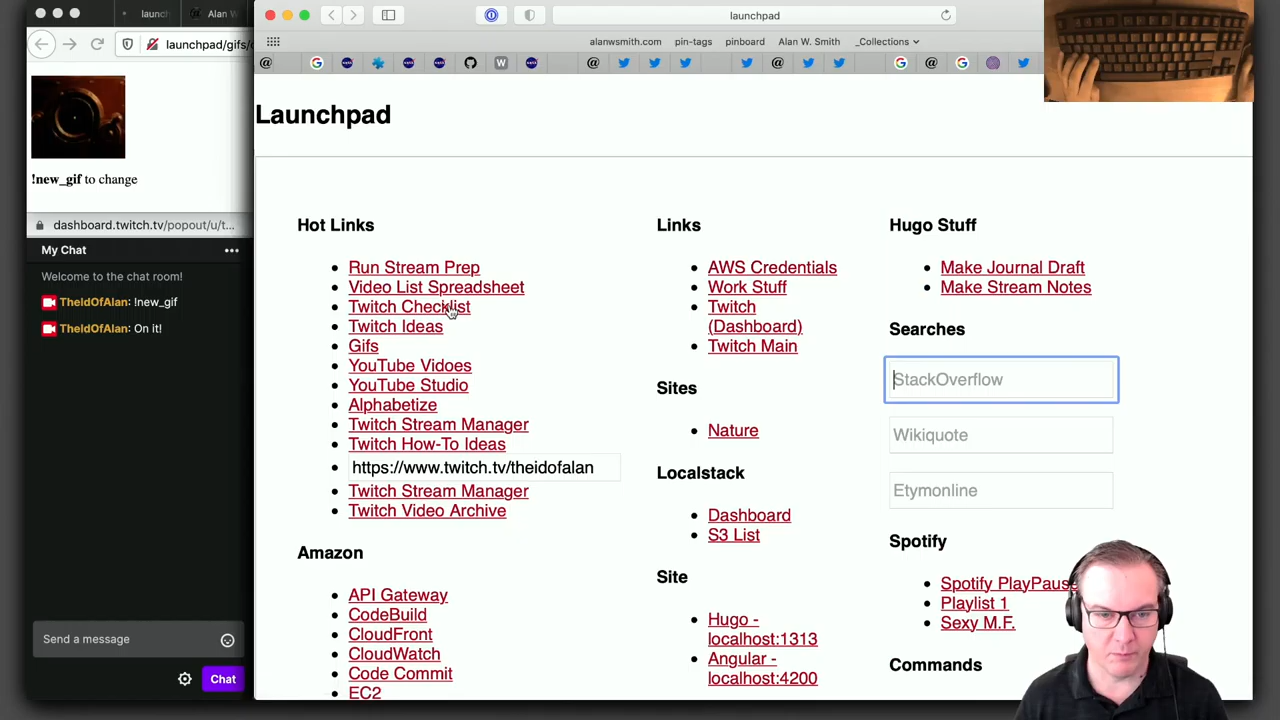 launch
Alan W
launchpad/gifs/
!new_gif to change
dashboard.twitch.tv/popout/u/t...
My Chat
Welcome to the chat room!
TheIdOfAlan: !new_gif
TheIdOfAlan: On it!
Send a message
Chat
launchpad
alanwsmith.com
pin-tags
pinboard
Alan W. Smith
_Collections
Launchpad
Hot Links
Run Stream Prep
Video List Spreadsheet
Twitch Checklist
Twitch Ideas
Gifs
YouTube Vidoes
YouTube Studio
Alphabetize
Twitch Stream Manager
Twitch How-To Ideas
https://www.twitch.tv/theidofalan
Twitch Stream Manager
Twitch Video Archive
Amazon
API Gateway
CodeBuild
CloudFront
CloudWatch
Code Commit
EC2
Links
AWS Credentials
Work Stuff
Twitch
(Dashboard)
Twitch Main
Sites
Nature
Localstack
Dashboard
S3 List
Site
Hugo -
localhost:1313
Angular -
localhost:4200
Hugo Stuff
Make Journal Draft
Make Stream Notes
Searches
StackOverflow
Wikiquote
Etymonline
Spotify
Spotify PlayPause
Playlist 1
Sexy M.F.
Commands